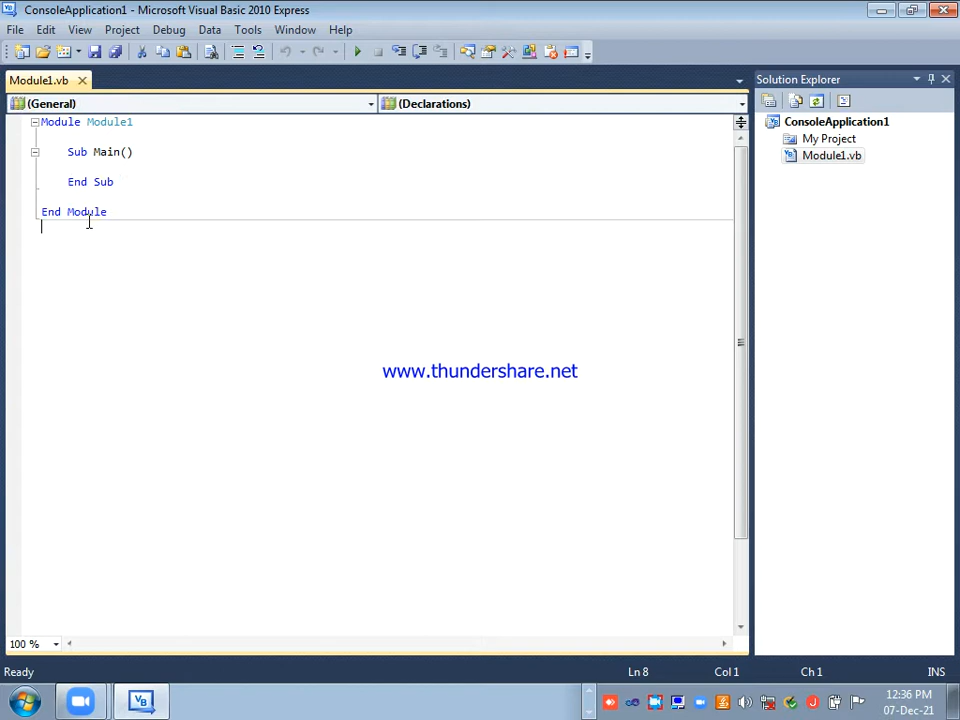 ConsoleApplication1 - Microsoft Visual Basic 2010 Express
File Edit View Project Debug Data Tools Window Help
Module1.vb
Solution Explorer
(General)
(Declarations)
ConsoleApplication1
My Project
Module1.vb
Module Module1
Sub Main()
End Sub
End Module
www.thundershare.net
100 %
Ready
Ln 8
Col 1
Ch 1
INS
12:36 PM
07-Dec-21